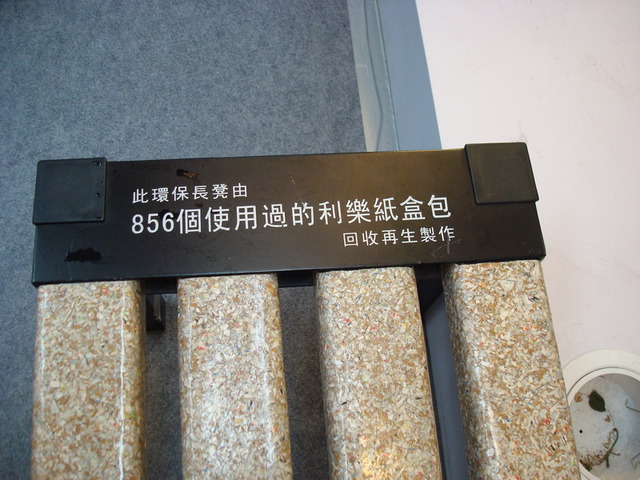 此環保長凳由
856個使用過的利樂紙盒包
回收再生製作